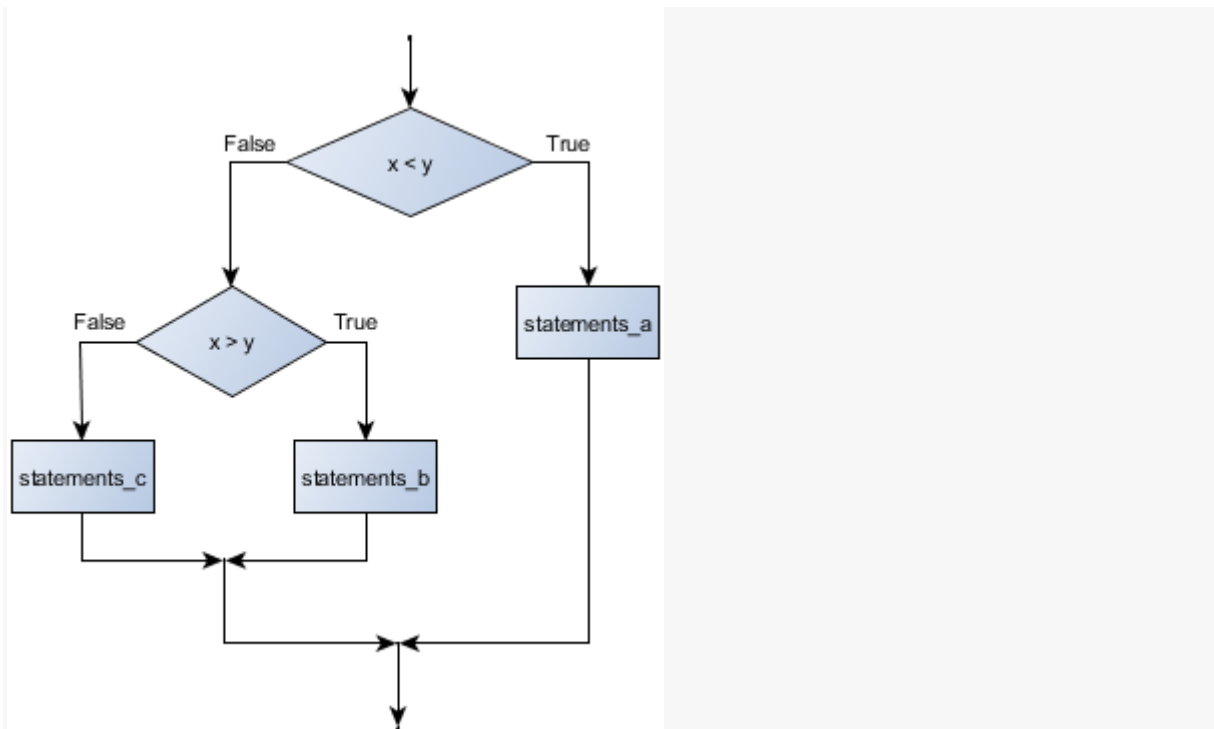 False
True
x < y
False
True
x > y
statements_a
statements_c
statements_b